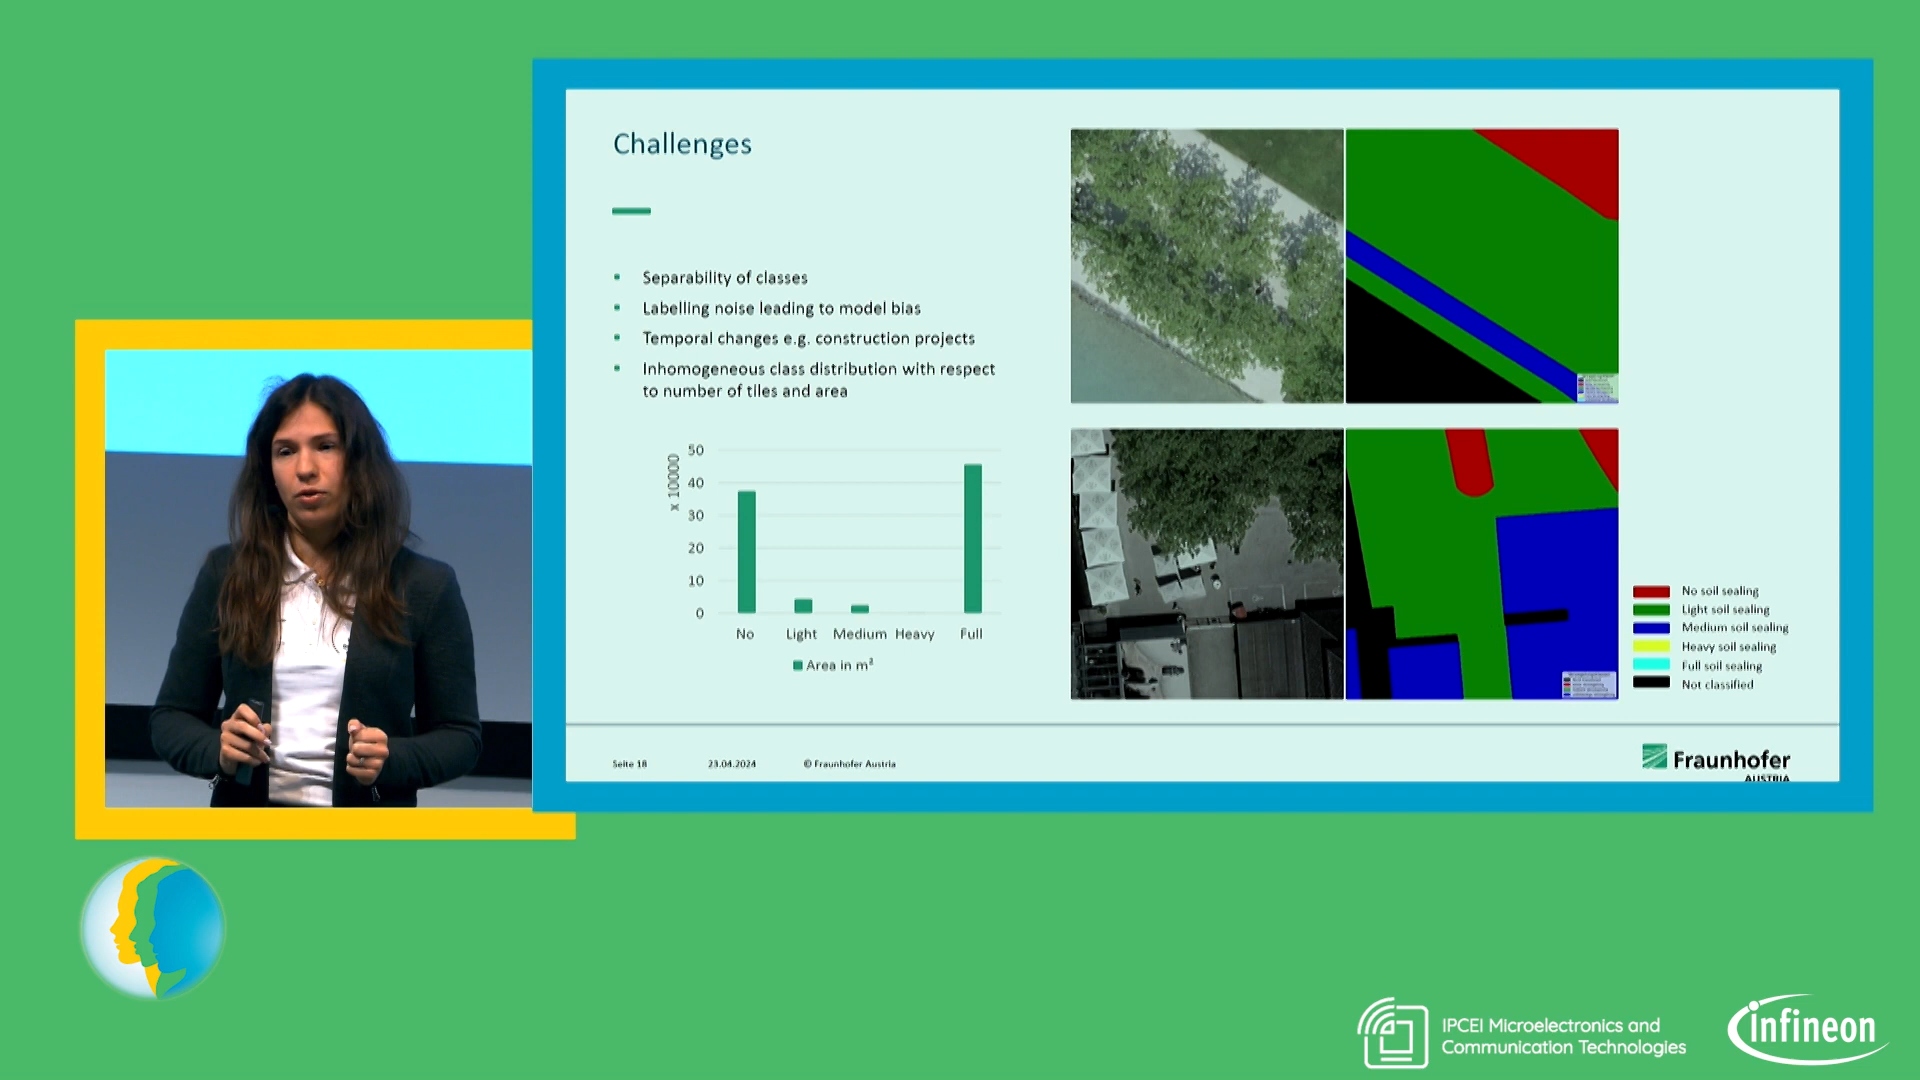 Challenges
Separability of classes
Labelling noise leading to model bias
Temporal changes e.g. construction projects
Inhomogeneous class distribution with respect
to number of tiles and area
x 10000
50
40
30
20
10
0
No Light Medium Heavy Full
Area in m²
No soil sealing
Light soil sealing
Medium soil sealing
Heavy soil sealing
Full soil sealing
Not classified
Seite 18 23.04.2024 © Fraunhofer Austria
Fraunhofer
AUSTRIA
IPCEI Microelectronics and
Communication Technologies
infineon